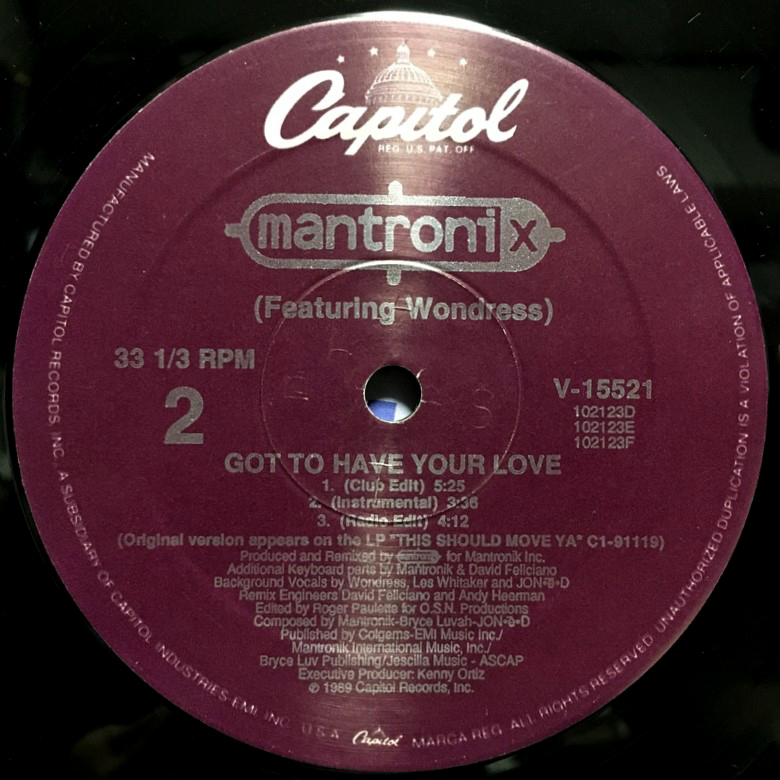 Capitol
REG. U.S. PAT. OFF
mantronix
(Featuring Wondress)
33 1/3 RPM
2
V-15521
102123D
102123E
102123F
GOT TO HAVE YOUR LOVE
1. (Club Edit) 5:25
2. (Instrumental) 3:36
3. (Radio Edit) 4:12
(Original version appears on the LP "THIS SHOULD MOVE YA" C1-91119)
Produced and Remixed by mantronix for Mantronik Inc.
Additional Keyboard parts by Mantronik & David Feliciano
Background Vocals by Wondress, Les Whitaker and JON-D
Remix Engineers David Feliciano and Andy Heerman
Edited by Roger Pauletta for O.S.N. Productions
Composed by Mantronik-Bryce Luvah-JON-D
Published by Colgems-EMI Music Inc./
Mantronik International Music, Inc./
Bryce Luv Publishing/Jescilla Music - ASCAP
Executive Producer: Kenny Ortiz
℗ 1989 Capitol Records, Inc.
MANUFACTURED BY CAPITOL RECORDS, INC., A SUBSIDIARY OF CAPITOL INDUSTRIES-EMI, INC. U.S.A. Capitol MARCA REG. ALL RIGHTS RESERVED. UNAUTHORIZED DUPLICATION IS A VIOLATION OF APPLICABLE LAWS